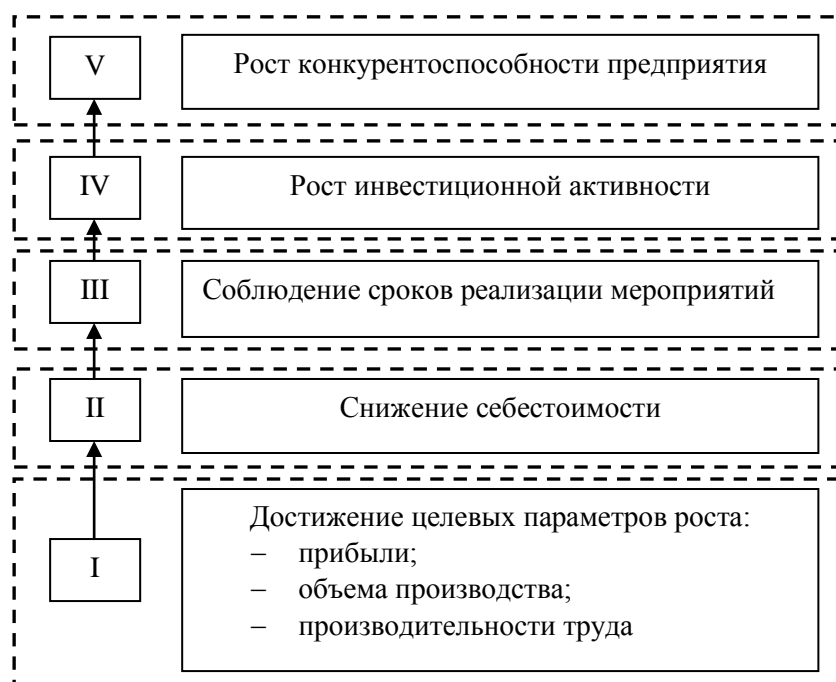 V
Рост конкурентоспособности предприятия
IV
Рост инвестиционной активности
III
Соблюдение сроков реализации мероприятий
II
Снижение себестоимости
I
Достижение целевых параметров роста:
– прибыли;
– объема производства;
– производительности труда